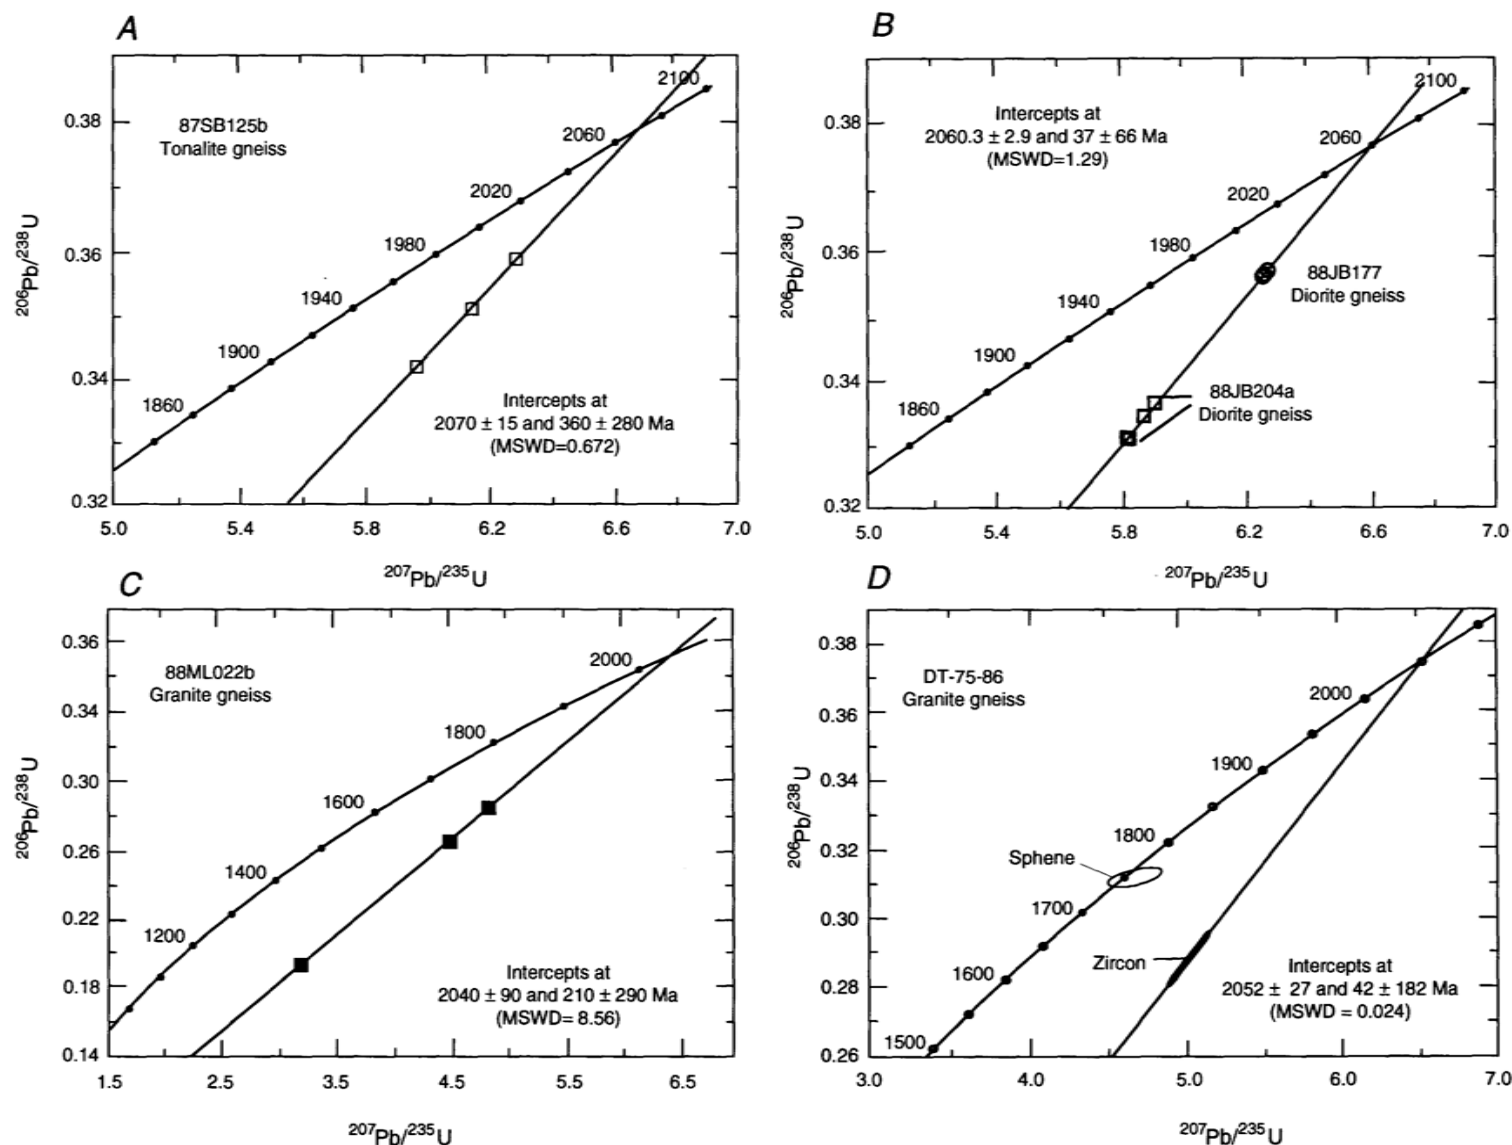 A
87SB125b
Tonalite gneiss
2100
2060
2020
1980
1940
1900
1860
0.38
0.36
0.34
0.32
206Pb/238U
Intercepts at
2070 ± 15 and 360 ± 280 Ma
(MSWD=0.672)
5.0 5.4 5.8 6.2 6.6 7.0
207Pb/235U
B
Intercepts at
2060.3 ± 2.9 and 37 ± 66 Ma
(MSWD=1.29)
2100
2060
2020
1980
1940
1900
1860
0.38
0.36
0.34
0.32
206Pb/238U
88JB177
Diorite gneiss
88JB204a
Diorite gneiss
5.0 5.4 5.8 6.2 6.6 7.0
207Pb/235U
C
88ML022b
Granite gneiss
2000
1800
1600
1400
1200
0.36
0.34
0.30
0.26
0.22
0.18
0.14
206Pb/238U
Intercepts at
2040 ± 90 and 210 ± 290 Ma
(MSWD= 8.56)
1.5 2.5 3.5 4.5 5.5 6.5
207Pb/235U
D
DT-75-86
Granite gneiss
2000
1900
1800
1700
1600
1500
Sphene
Zircon
0.38
0.36
0.34
0.32
0.30
0.28
0.26
206Pb/238U
Intercepts at
2052 ± 27 and 42 ± 182 Ma
(MSWD = 0.024)
3.0 4.0 5.0 6.0 7.0
207Pb/235U